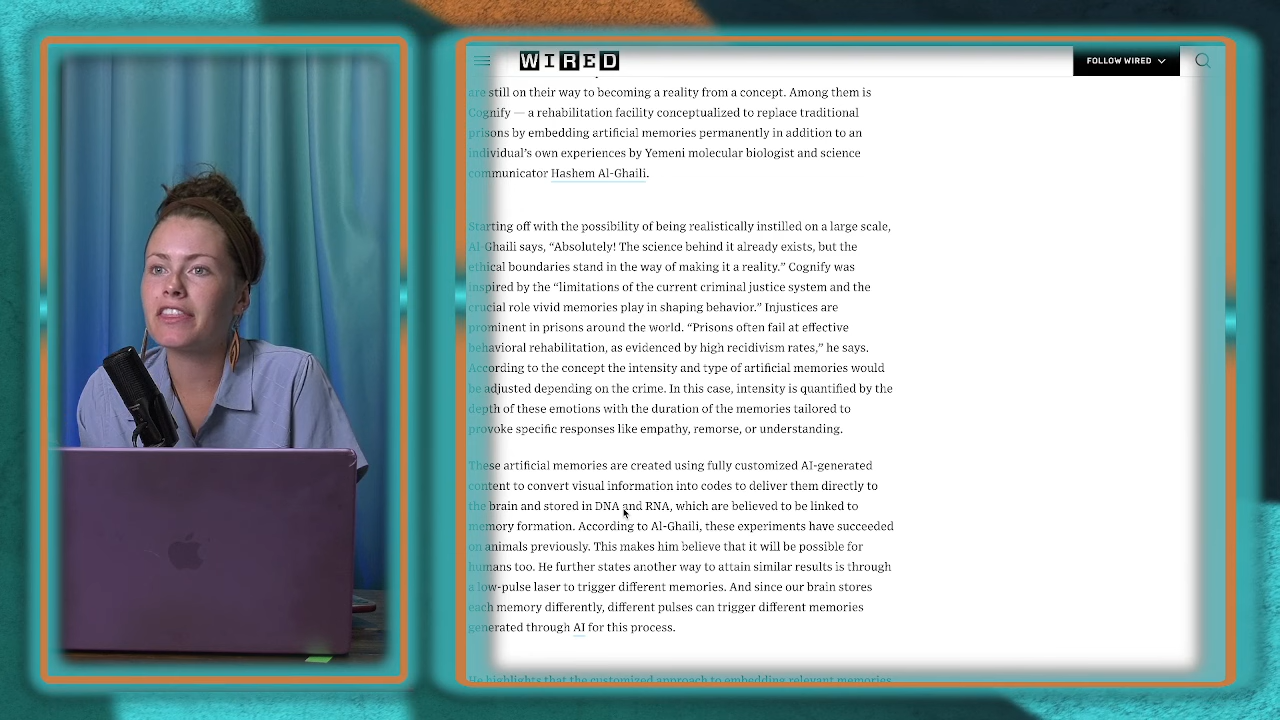 WIRED
FOLLOW WIRED
are still on their way to becoming a reality from a concept. Among them is
Cognify — a rehabilitation facility conceptualized to replace traditional
prisons by embedding artificial memories permanently in addition to an
individual's own experiences by Yemeni molecular biologist and science
communicator Hashem Al-Ghaili.
Starting off with the possibility of being realistically instilled on a large scale,
Al-Ghaili says, “Absolutely! The science behind it already exists, but the
ethical boundaries stand in the way of making it a reality.” Cognify was
inspired by the “limitations of the current criminal justice system and the
crucial role vivid memories play in shaping behavior.” Injustices are
prominent in prisons around the world. “Prisons often fail at effective
behavioral rehabilitation, as evidenced by high recidivism rates,” he says.
According to the concept the intensity and type of artificial memories would
be adjusted depending on the crime. In this case, intensity is quantified by the
depth of these emotions with the duration of the memories tailored to
provoke specific responses like empathy, remorse, or understanding.
These artificial memories are created using fully customized AI-generated
content to convert visual information into codes to deliver them directly to
the brain and stored in DNA and RNA, which are believed to be linked to
memory formation. According to Al-Ghaili, these experiments have succeeded
on animals previously. This makes him believe that it will be possible for
humans too. He further states another way to attain similar results is through
a low-pulse laser to trigger different memories. And since our brain stores
each memory differently, different pulses can trigger different memories
generated through AI for this process.
He highlights that the customized approach to embedding relevant memories